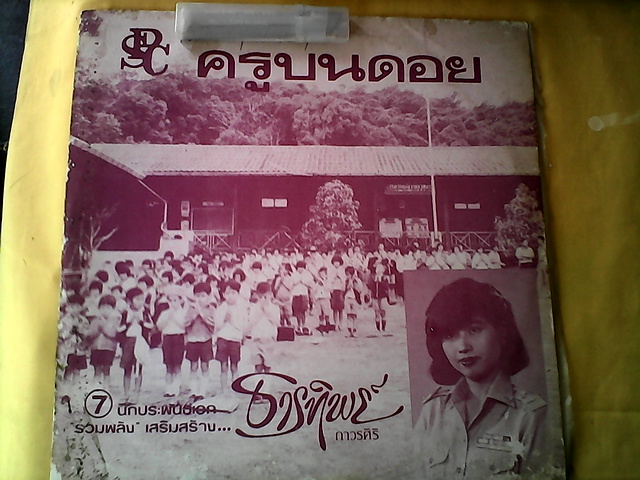 ครูบนดอย
⑦ นักประพันธ์เอก
"รวมพลัง" เสริมสร้าง...
ธารทิพย์
ถาวรศิริ